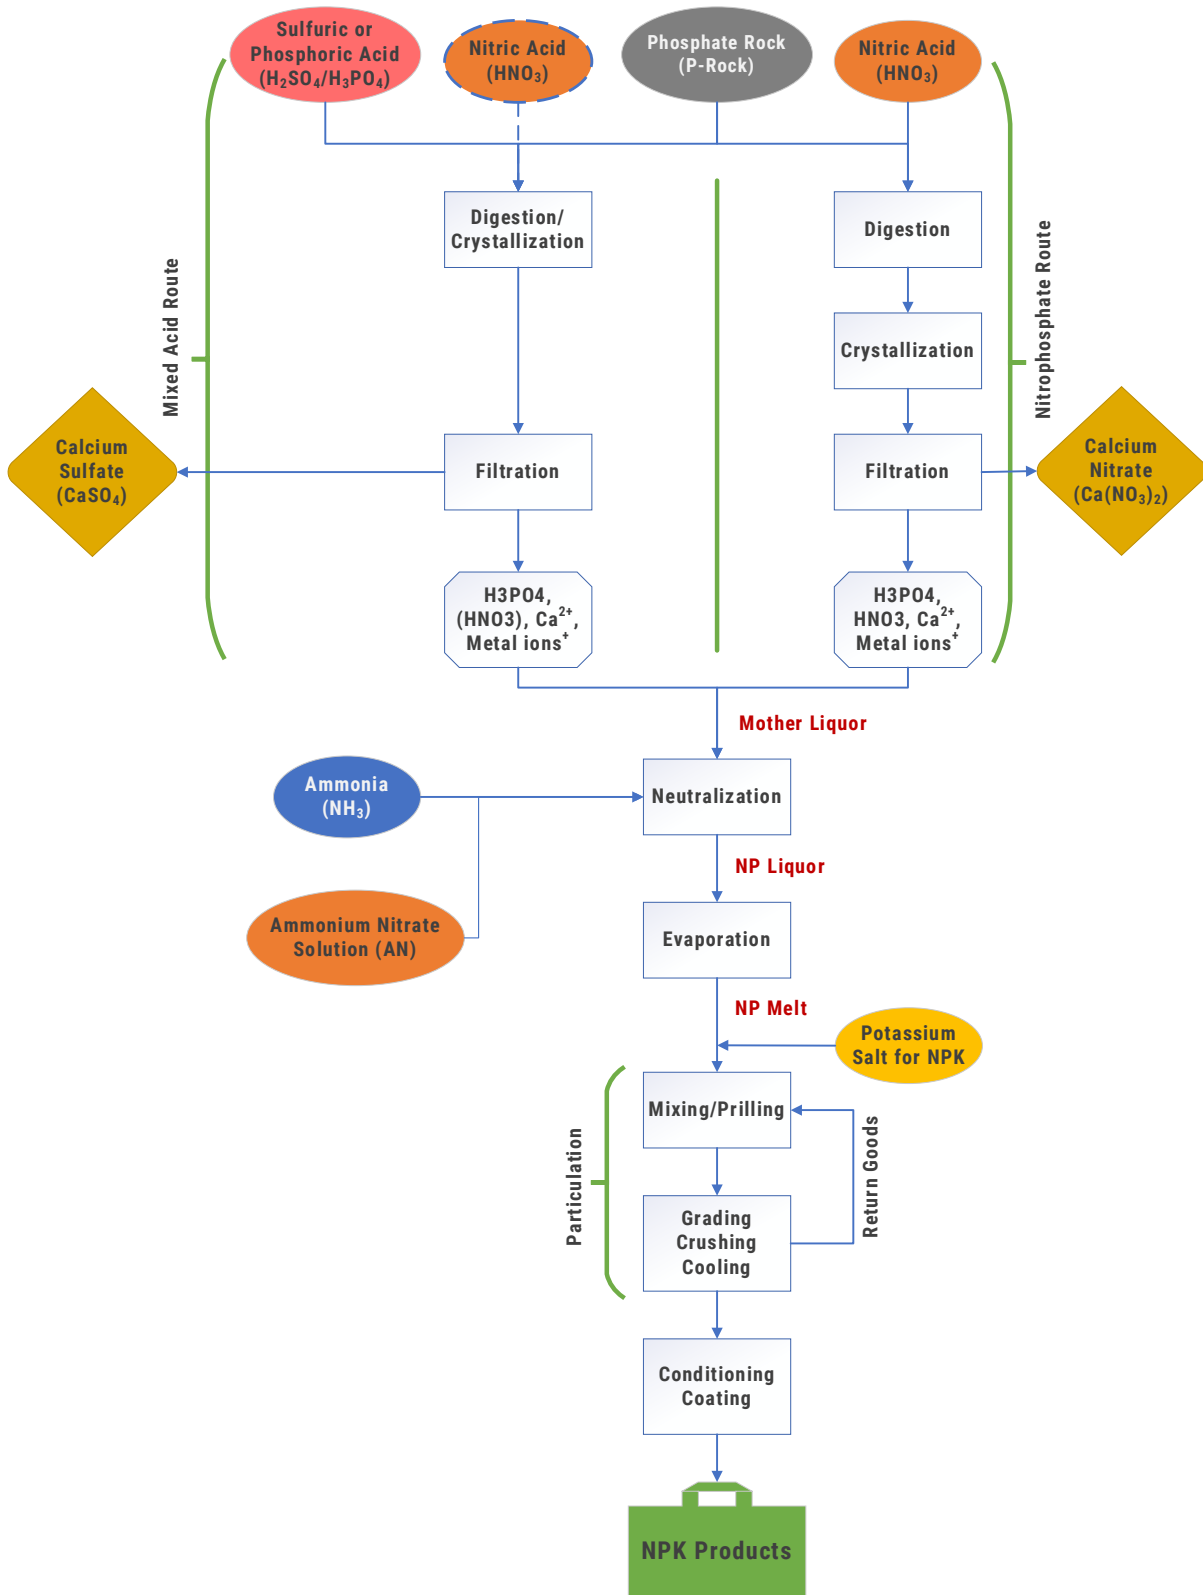 Sulfuric or
Phosphoric Acid
(H₂SO₄/H₃PO₄)
Nitric Acid
(HNO₃)
Phosphate Rock
(P-Rock)
Nitric Acid
(HNO₃)
Mixed Acid Route
Nitrophosphate Route
Digestion/
Crystallization
Digestion
Crystallization
Calcium
Sulfate
(CaSO₄)
Filtration
Filtration
Calcium
Nitrate
(Ca(NO₃)₂)
H3PO4,
(HNO3), Ca²⁺,
Metal ions⁺
H3PO4,
HNO3, Ca²⁺,
Metal ions⁺
Mother Liquor
Ammonia
(NH₃)
Neutralization
NP Liquor
Ammonium Nitrate
Solution (AN)
Evaporation
NP Melt
Potassium
Salt for NPK
Particulation
Mixing/Prilling
Return Goods
Grading
Crushing
Cooling
Conditioning
Coating
NPK Products